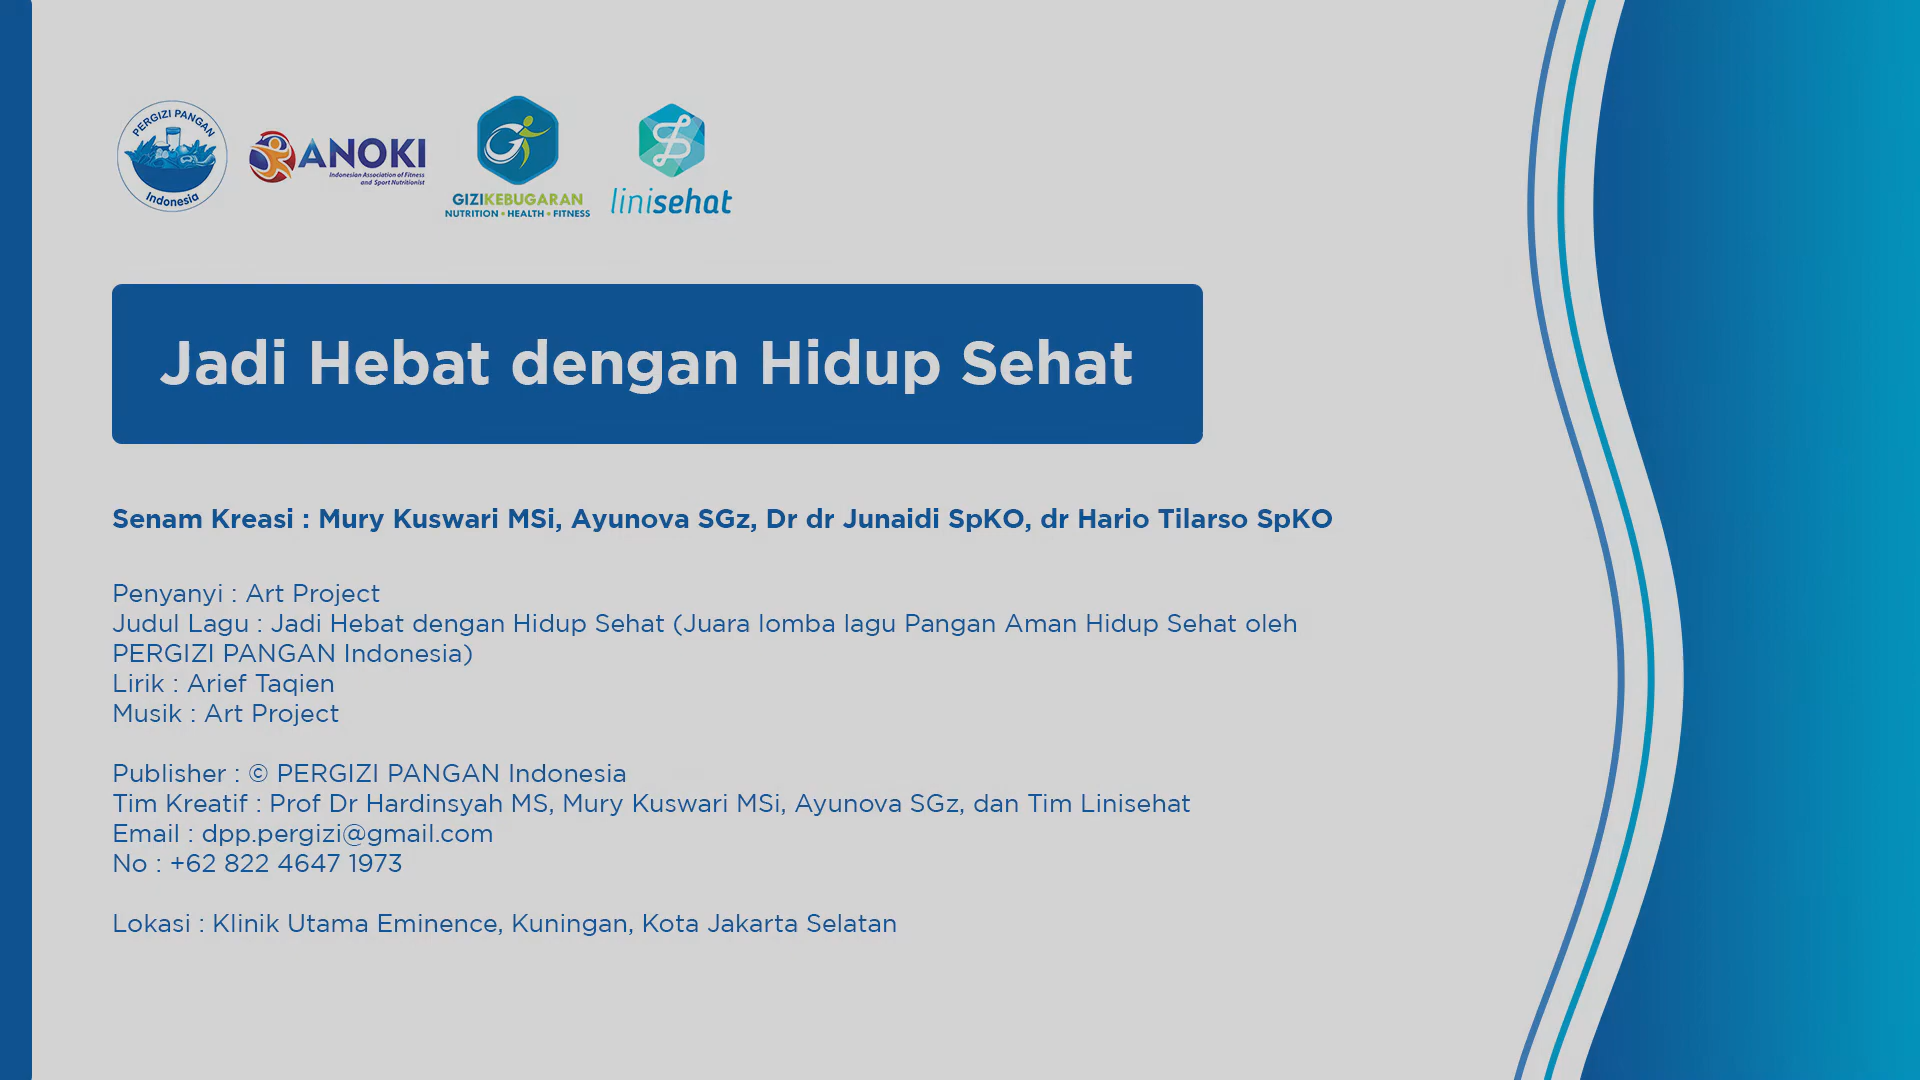 PERGIZI PANGAN
Indonesia
ANOKI
Indonesian Association of Fitness
and Sport Nutritionist
GIZIKEBUGARAN
NUTRITION • HEALTH • FITNESS
linisehat
Jadi Hebat dengan Hidup Sehat
Senam Kreasi : Mury Kuswari MSi, Ayunova SGz, Dr dr Junaidi SpKO, dr Hario Tilarso SpKO
Penyanyi : Art Project
Judul Lagu : Jadi Hebat dengan Hidup Sehat (Juara lomba lagu Pangan Aman Hidup Sehat oleh
PERGIZI PANGAN Indonesia)
Lirik : Arief Taqien
Musik : Art Project
Publisher : © PERGIZI PANGAN Indonesia
Tim Kreatif : Prof Dr Hardinsyah MS, Mury Kuswari MSi, Ayunova SGz, dan Tim Linisehat
Email : dpp.pergizi@gmail.com
No : +62 822 4647 1973
Lokasi : Klinik Utama Eminence, Kuningan, Kota Jakarta Selatan